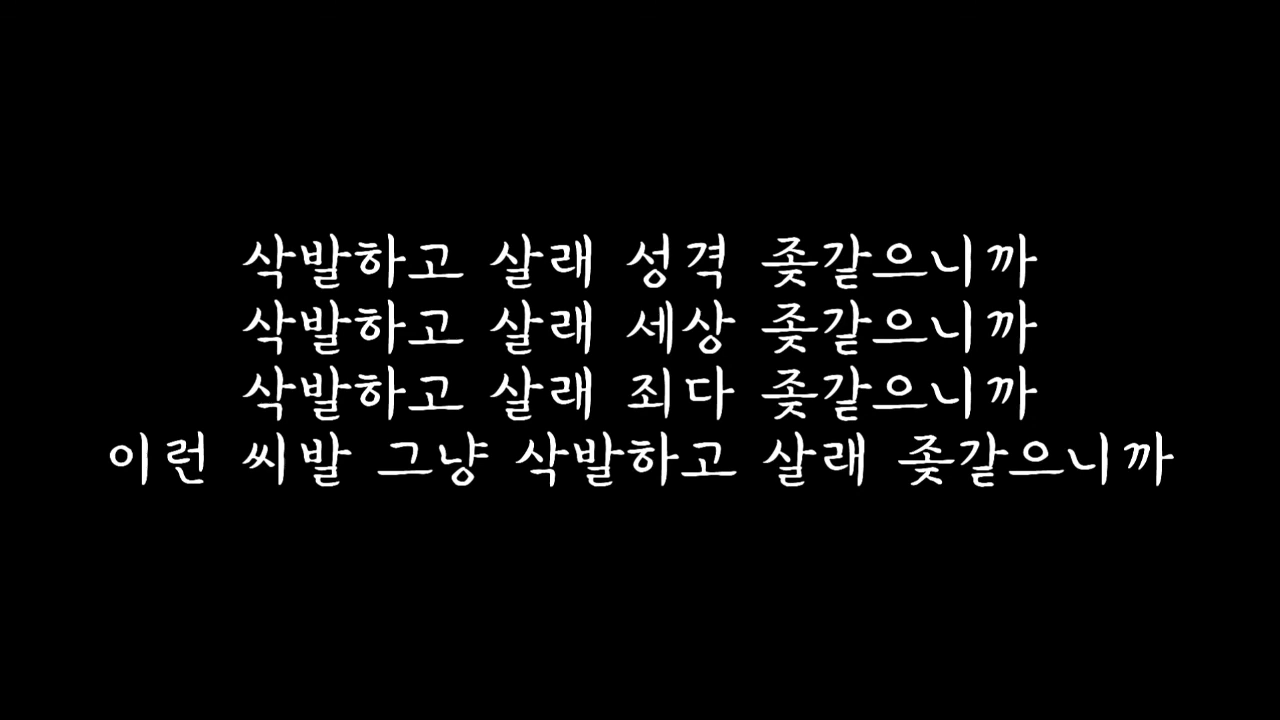 삭발하고 살래 성격 좆같으니까
삭발하고 살래 세상 좆같으니까
삭발하고 살래 죄다 좆같으니까
이런 씨발 그냥 삭발하고 살래 좆같으니까